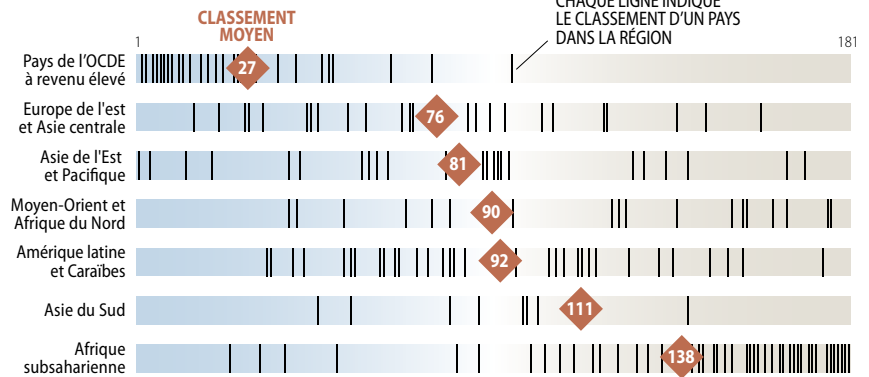 CHAQUE LIGNE INDIQUE
LE CLASSEMENT D'UN PAYS
DANS LA RÉGION
CLASSEMENT
MOYEN
1
181
Pays de l'OCDE
à revenu élevé
27
Europe de l'est
et Asie centrale
76
Asie de l'Est
et Pacifique
81
Moyen-Orient et
Afrique du Nord
90
Amérique latine
et Caraïbes
92
Asie du Sud
111
Afrique
subsaharienne
138